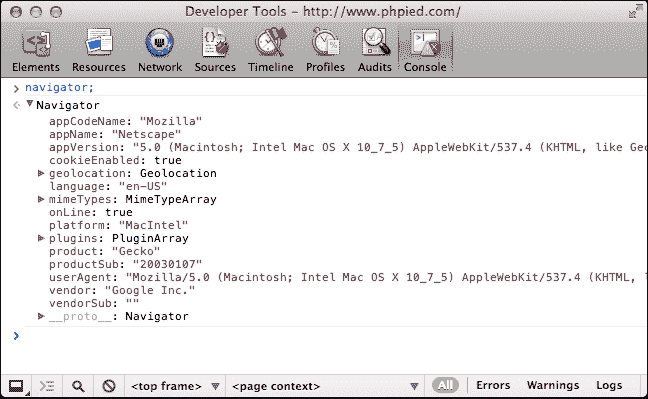 Developer Tools - http://www.phpied.com/
Elements Resources Network Sources Timeline Profiles Audits Console
navigator;
Navigator
appCodeName: "Mozilla"
appName: "Netscape"
appVersion: "5.0 (Macintosh; Intel Mac OS X 10_7_5) AppleWebKit/537.4 (KHTML, like Geo
cookieEnabled: true
geolocation: Geolocation
language: "en-US"
mimeTypes: MimeTypeArray
onLine: true
platform: "MacIntel"
plugins: PluginArray
product: "Gecko"
productSub: "20030107"
userAgent: "Mozilla/5.0 (Macintosh; Intel Mac OS X 10_7_5) AppleWebKit/537.4 (KHTML, l
vendor: "Google Inc."
vendorSub: ""
__proto__: Navigator
<top frame> <page context> All Errors Warnings Logs